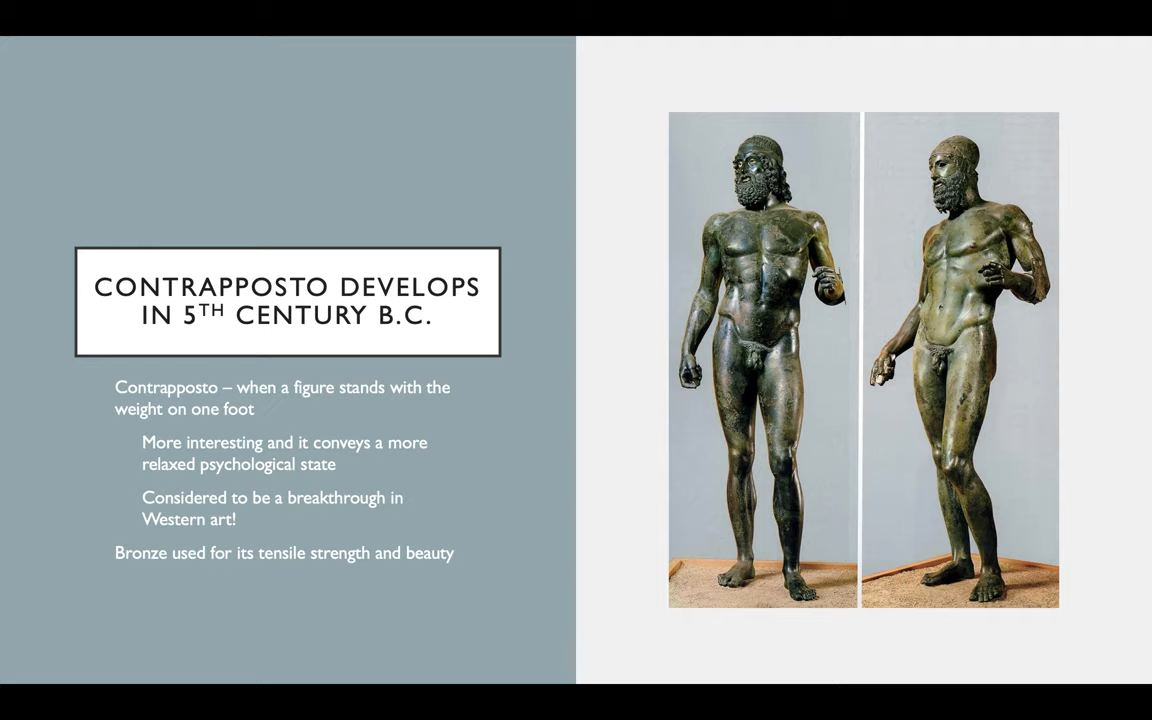 CONTRAPPOSTO DEVELOPS
IN 5TH CENTURY B.C.
Contrapposto – when a figure stands with the
weight on one foot
More interesting and it conveys a more
relaxed psychological state
Considered to be a breakthrough in
Western art!
Bronze used for its tensile strength and beauty